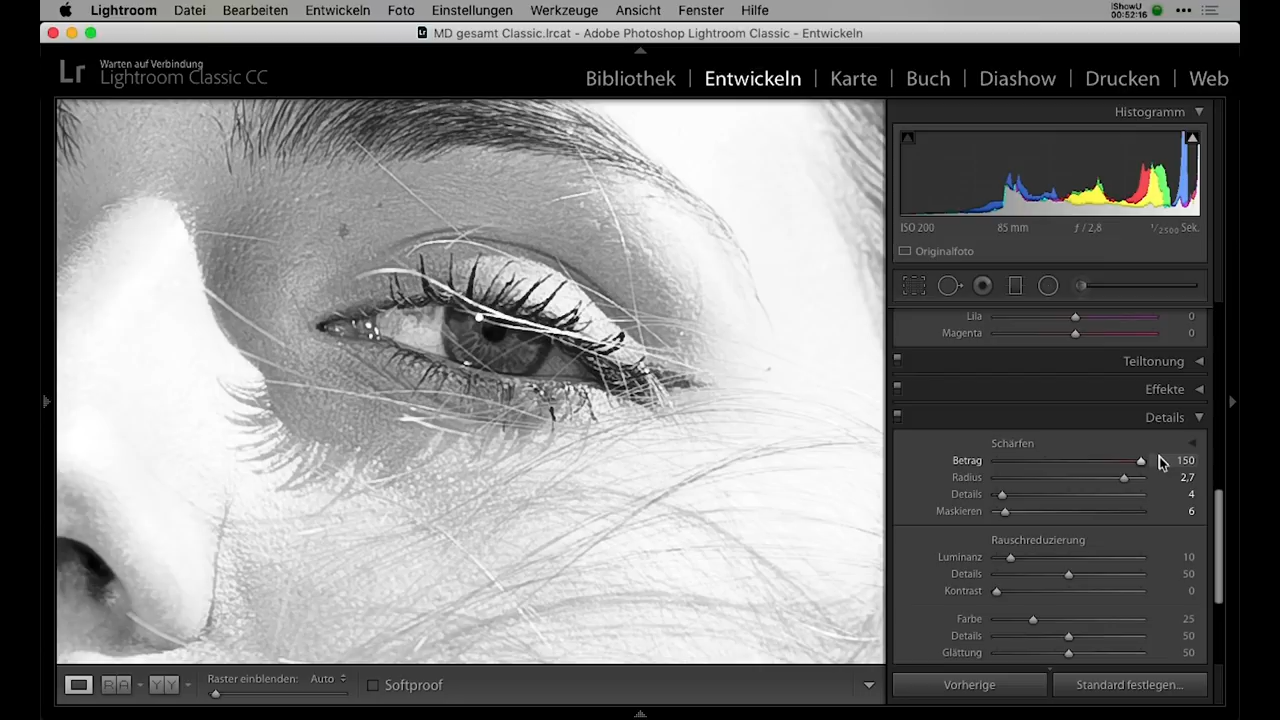 Lightroom Datei Bearbeiten Entwickeln Foto Einstellungen Werkzeuge Ansicht Fenster Hilfe
iShowU
00:52:16
MD gesamt Classic.lrcat - Adobe Photoshop Lightroom Classic - Entwickeln
Lr
Warten auf Verbindung
Lightroom Classic CC
Bibliothek | Entwickeln | Karte | Buch | Diashow | Drucken | Web
Histogramm
ISO 200 85 mm ƒ / 2,8 1/2500 Sek.
Originalfoto
Lila 0
Magenta 0
Teiltonung
Effekte
Details
Schärfen
Betrag 150
Radius 2,7
Details 4
Maskieren 6
Rauschreduzierung
Luminanz 10
Details 50
Kontrast 0
Farbe 25
Details 50
Glättung 50
RA YY Raster einblenden: Auto Softproof
Vorherige Standard festlegen...